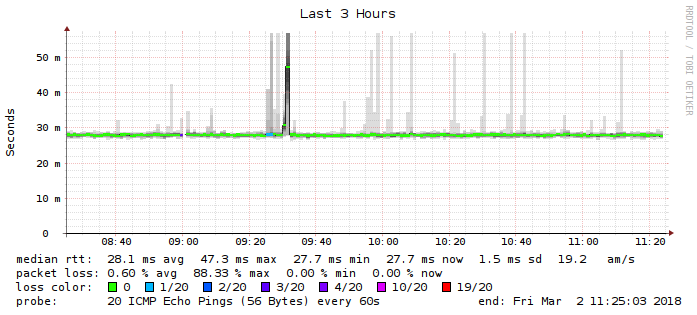 Last 3 Hours
RRDTOOL / TOBI OETIKER
Seconds
50 m
40 m
30 m
20 m
10 m
0
08:40 09:00 09:20 09:40 10:00 10:20 10:40 11:00 11:20
median rtt: 28.1 ms avg 47.3 ms max 27.7 ms min 27.7 ms now 1.5 ms sd 19.2 am/s
packet loss: 0.60 % avg 88.33 % max 0.00 % min 0.00 % now
loss color: 0 1/20 2/20 3/20 4/20 10/20 19/20
probe: 20 ICMP Echo Pings (56 Bytes) every 60s end: Fri Mar 2 11:25:03 2018